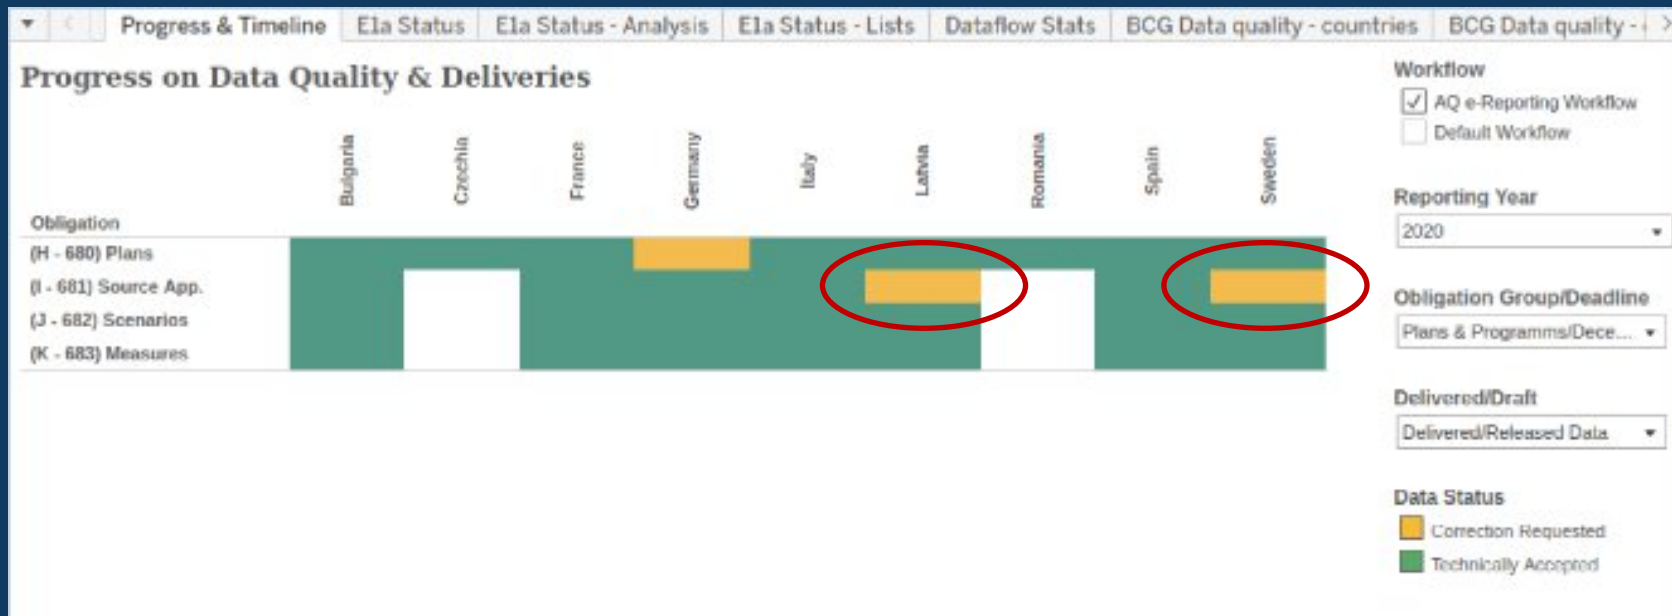 Progress & Timeline
E1a Status
E1a Status - Analysis
E1a Status - Lists
Dataflow Stats
BCG Data quality - countries
BCG Data quality -
Progress on Data Quality & Deliveries
Bulgaria
Czechia
France
Germany
Italy
Latvia
Romania
Spain
Sweden
Obligation
(H - 680) Plans
(I - 681) Source App.
(J - 682) Scenarios
(K - 683) Measures
Workflow
AQ e-Reporting Workflow
Default Workflow
Reporting Year
2020
Obligation Group/Deadline
Plans & Programms/Dece...
Delivered/Draft
Delivered/Released Data
Data Status
Correction Requested
Technically Accepted